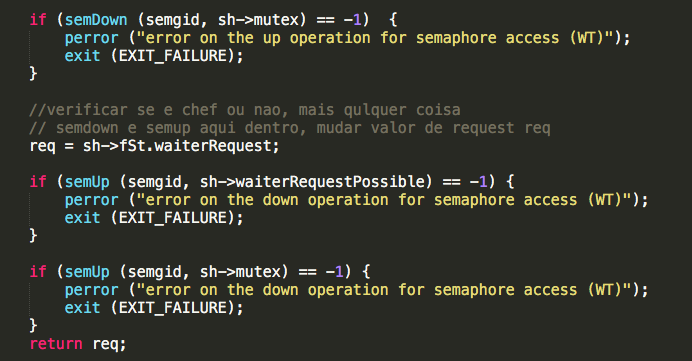 if (semDown (semgid, sh->mutex) == -1)  {
    perror ("error on the up operation for semaphore access (WT)");
    exit (EXIT_FAILURE);
}
//verificar se e chef ou nao, mais qulquer coisa
// semdown e semup aqui dentro, mudar valor de request req
req = sh->fSt.waiterRequest;
if (semUp (semgid, sh->waiterRequestPossible) == -1) {
    perror ("error on the down operation for semaphore access (WT)");
    exit (EXIT_FAILURE);
}
if (semUp (semgid, sh->mutex) == -1) {
    perror ("error on the down operation for semaphore access (WT)");
    exit (EXIT_FAILURE);
}
return req;